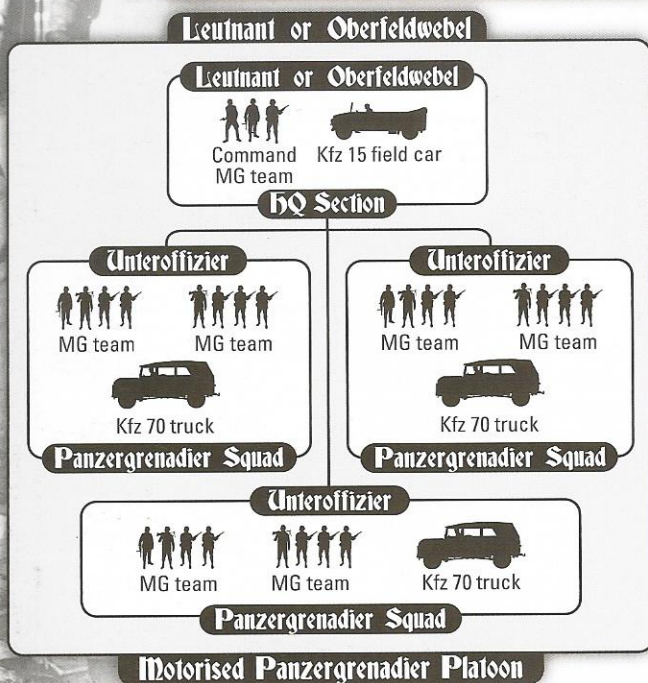 Leutnant or Oberfeldwebel
Leutnant or Oberfeldwebel
Command
MG team
Kfz 15 field car
HQ Section
Unteroffizier
MG team
MG team
Kfz 70 truck
Panzergrenadier Squad
Unteroffizier
MG team
MG team
Kfz 70 truck
Panzergrenadier Squad
Unteroffizier
MG team
MG team
Kfz 70 truck
Panzergrenadier Squad
Motorised Panzergrenadier Platoon